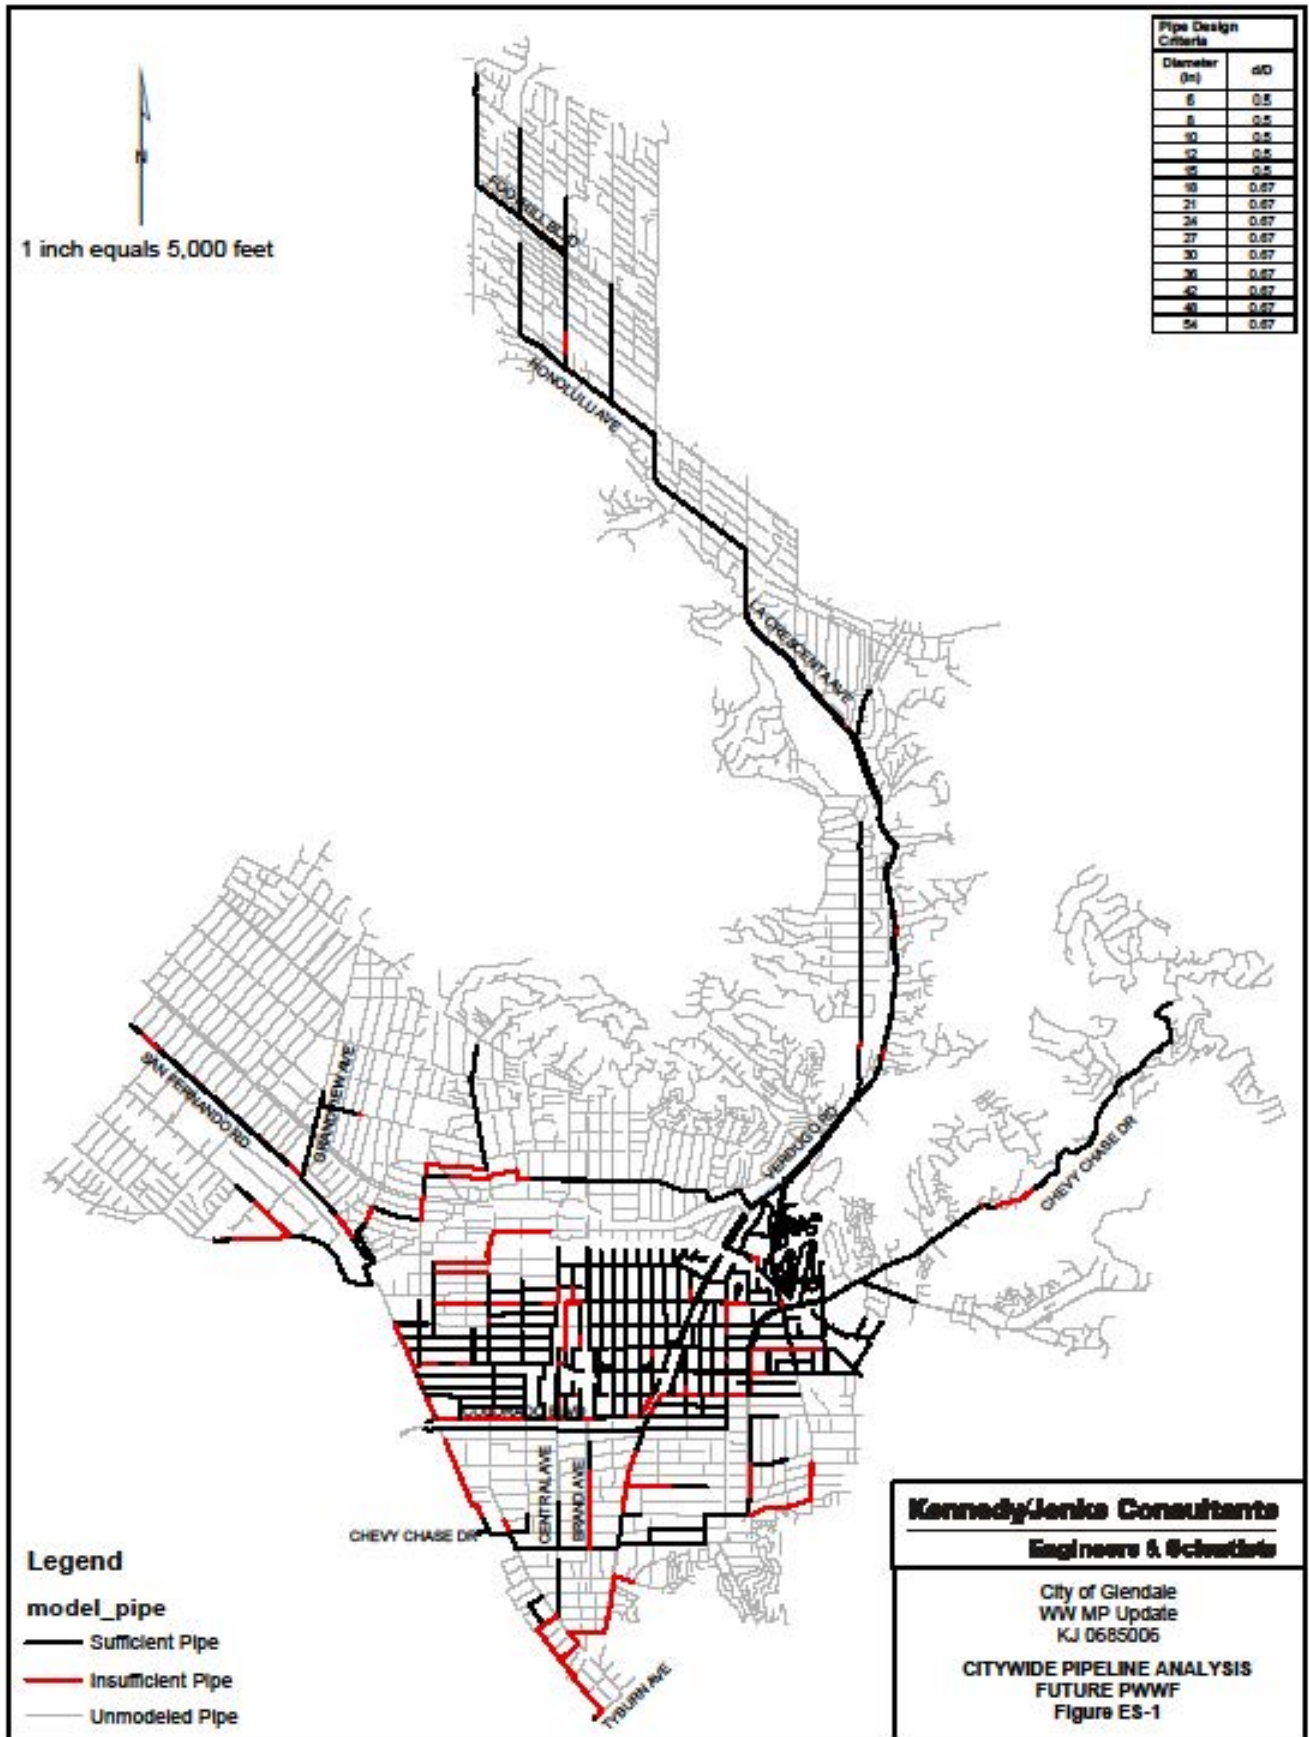 Pipe Design
Criteria
Diameter
(in)
d/D
6 0.5
8 0.5
10 0.5
12 0.5
15 0.5
18 0.67
21 0.67
24 0.67
27 0.67
30 0.67
36 0.67
42 0.67
48 0.67
54 0.67
N
1 inch equals 5,000 feet
FOOTHILL BLVD
HONOLULU AVE
LA CRESCENTA AVE
SAN FERNANDO RD
GRANDVIEW AVE
VERDUGO RD
CHEVY CHASE DR
COLORADO BLVD
CENTRAL AVE
BRAND AVE
CHEVY CHASE DR
TYBURN AVE
Legend
model_pipe
Sufficient Pipe
Insufficient Pipe
Unmodeled Pipe
Kennedy/Jenks Consultants
Engineers & Scientists
City of Glendale
WW MP Update
KJ 0685006
CITYWIDE PIPELINE ANALYSIS
FUTURE PWWF
Figure ES-1